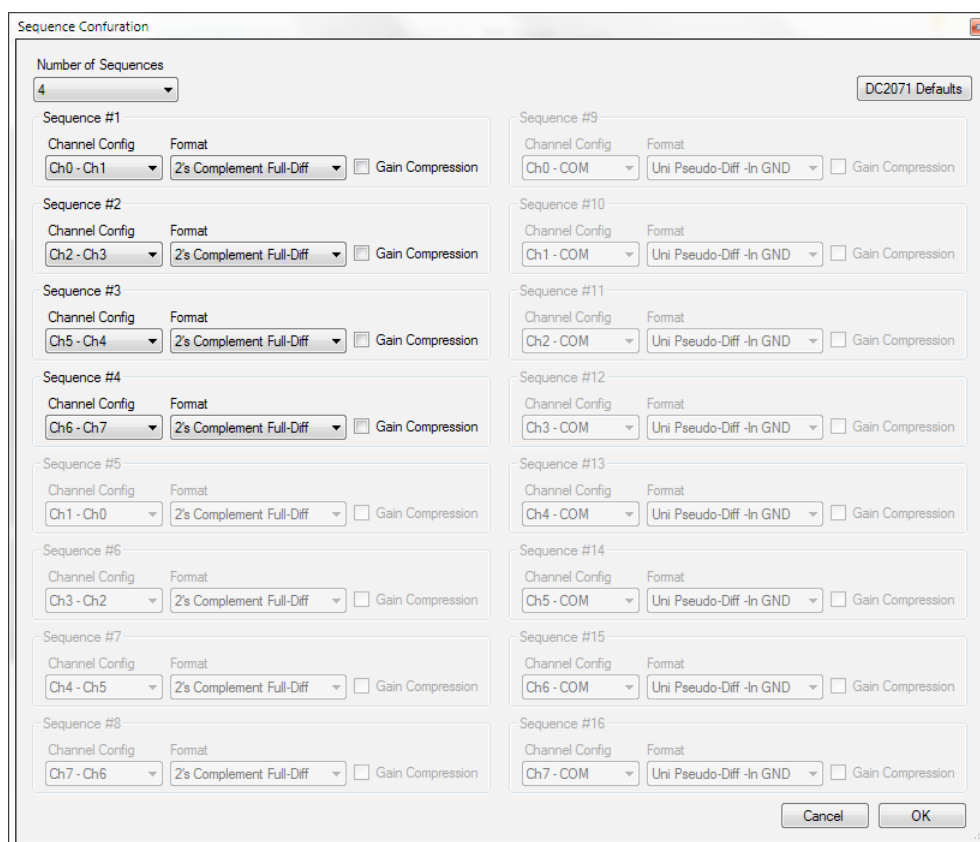 Sequence Confuration
Number of Sequences
4
DC2071 Defaults
Sequence #1
Channel Config Format
Ch0 - Ch1 2's Complement Full-Diff Gain Compression
Sequence #2
Channel Config Format
Ch2 - Ch3 2's Complement Full-Diff Gain Compression
Sequence #3
Channel Config Format
Ch5 - Ch4 2's Complement Full-Diff Gain Compression
Sequence #4
Channel Config Format
Ch6 - Ch7 2's Complement Full-Diff Gain Compression
Sequence #5
Channel Config Format
Ch1 - Ch0 2's Complement Full-Diff Gain Compression
Sequence #6
Channel Config Format
Ch3 - Ch2 2's Complement Full-Diff Gain Compression
Sequence #7
Channel Config Format
Ch4 - Ch5 2's Complement Full-Diff Gain Compression
Sequence #8
Channel Config Format
Ch7 - Ch6 2's Complement Full-Diff Gain Compression
Sequence #9
Channel Config Format
Ch0 - COM Uni Pseudo-Diff -In GND Gain Compression
Sequence #10
Channel Config Format
Ch1 - COM Uni Pseudo-Diff -In GND Gain Compression
Sequence #11
Channel Config Format
Ch2 - COM Uni Pseudo-Diff -In GND Gain Compression
Sequence #12
Channel Config Format
Ch3 - COM Uni Pseudo-Diff -In GND Gain Compression
Sequence #13
Channel Config Format
Ch4 - COM Uni Pseudo-Diff -In GND Gain Compression
Sequence #14
Channel Config Format
Ch5 - COM Uni Pseudo-Diff -In GND Gain Compression
Sequence #15
Channel Config Format
Ch6 - COM Uni Pseudo-Diff -In GND Gain Compression
Sequence #16
Channel Config Format
Ch7 - COM Uni Pseudo-Diff -In GND Gain Compression
Cancel OK